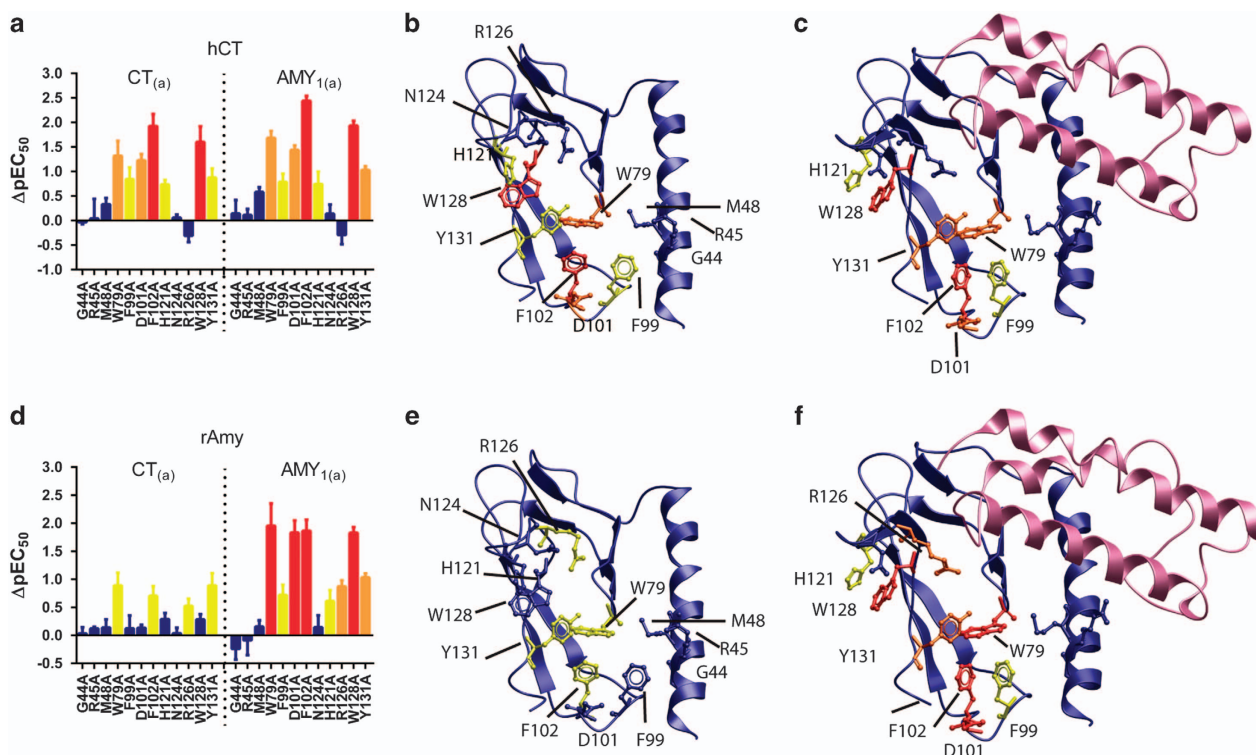 a
hCT
CT(a)
AMY1(a)
ΔpEC50
3.0
2.5
2.0
1.5
1.0
0.5
0.0
-0.5
-1.0
G44A
R45A
M48A
W79A
F99A
D101A
F102A
H121A
N124A
R126A
W128A
Y131A
G44A
R45A
M48A
W79A
F99A
D101A
F102A
H121A
N124A
R126A
W128A
Y131A
b
R126
N124
H121
W128
W79
M48
Y131
R45
G44
F102
D101
F99
c
H121
W128
W79
Y131
F102
F99
D101
d
rAmy
CT(a)
AMY1(a)
ΔpEC50
3.0
2.5
2.0
1.5
1.0
0.5
0.0
-0.5
G44A
R45A
M48A
W79A
F99A
D101A
F102A
H121A
N124A
R126A
W128A
Y131A
G44A
R45A
M48A
W79A
F99A
D101A
F102A
N124A
H121A
R126A
W128A
Y131A
e
R126
N124
H121
W79
W128
M48
R45
Y131
G44
F102
D101
F99
f
R126
H121
W128
Y131
W79
F102
F99
D101